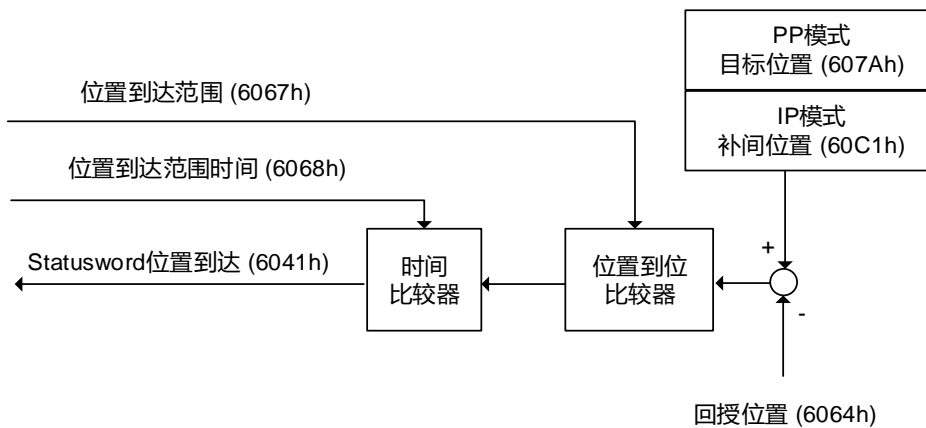 PP模式
目标位置 (607Ah)
位置到达范围 (6067h)
IP模式
补间位置 (60C1h)
位置到达范围时间 (6068h)
Statusword位置到达 (6041h)
时间
比较器
位置到位
比较器
+
-
回授位置 (6064h)